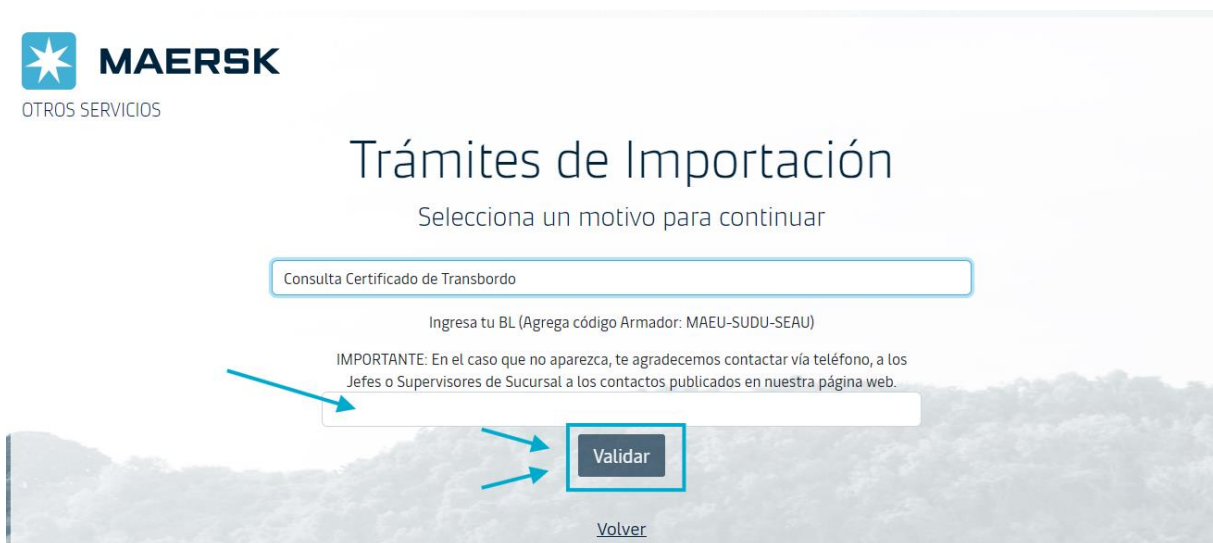 MAERSK
OTROS SERVICIOS
Trámites de Importación
Selecciona un motivo para continuar
Consulta Certificado de Transbordo
Ingresa tu BL (Agrega código Armador: MAEU-SUDU-SEAU)
IMPORTANTE: En el caso que no aparezca, te agradecemos contactar vía teléfono, a los
Jefes o Supervisores de Sucursal a los contactos publicados en nuestra página web.
Validar
Volver